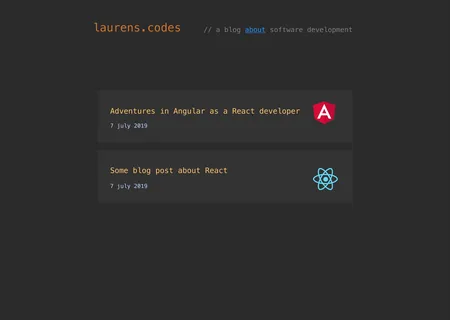 laurens.codes
// a blog about software development
Adventures in Angular as a React developer
7 july 2019
A
Some blog post about React
7 july 2019